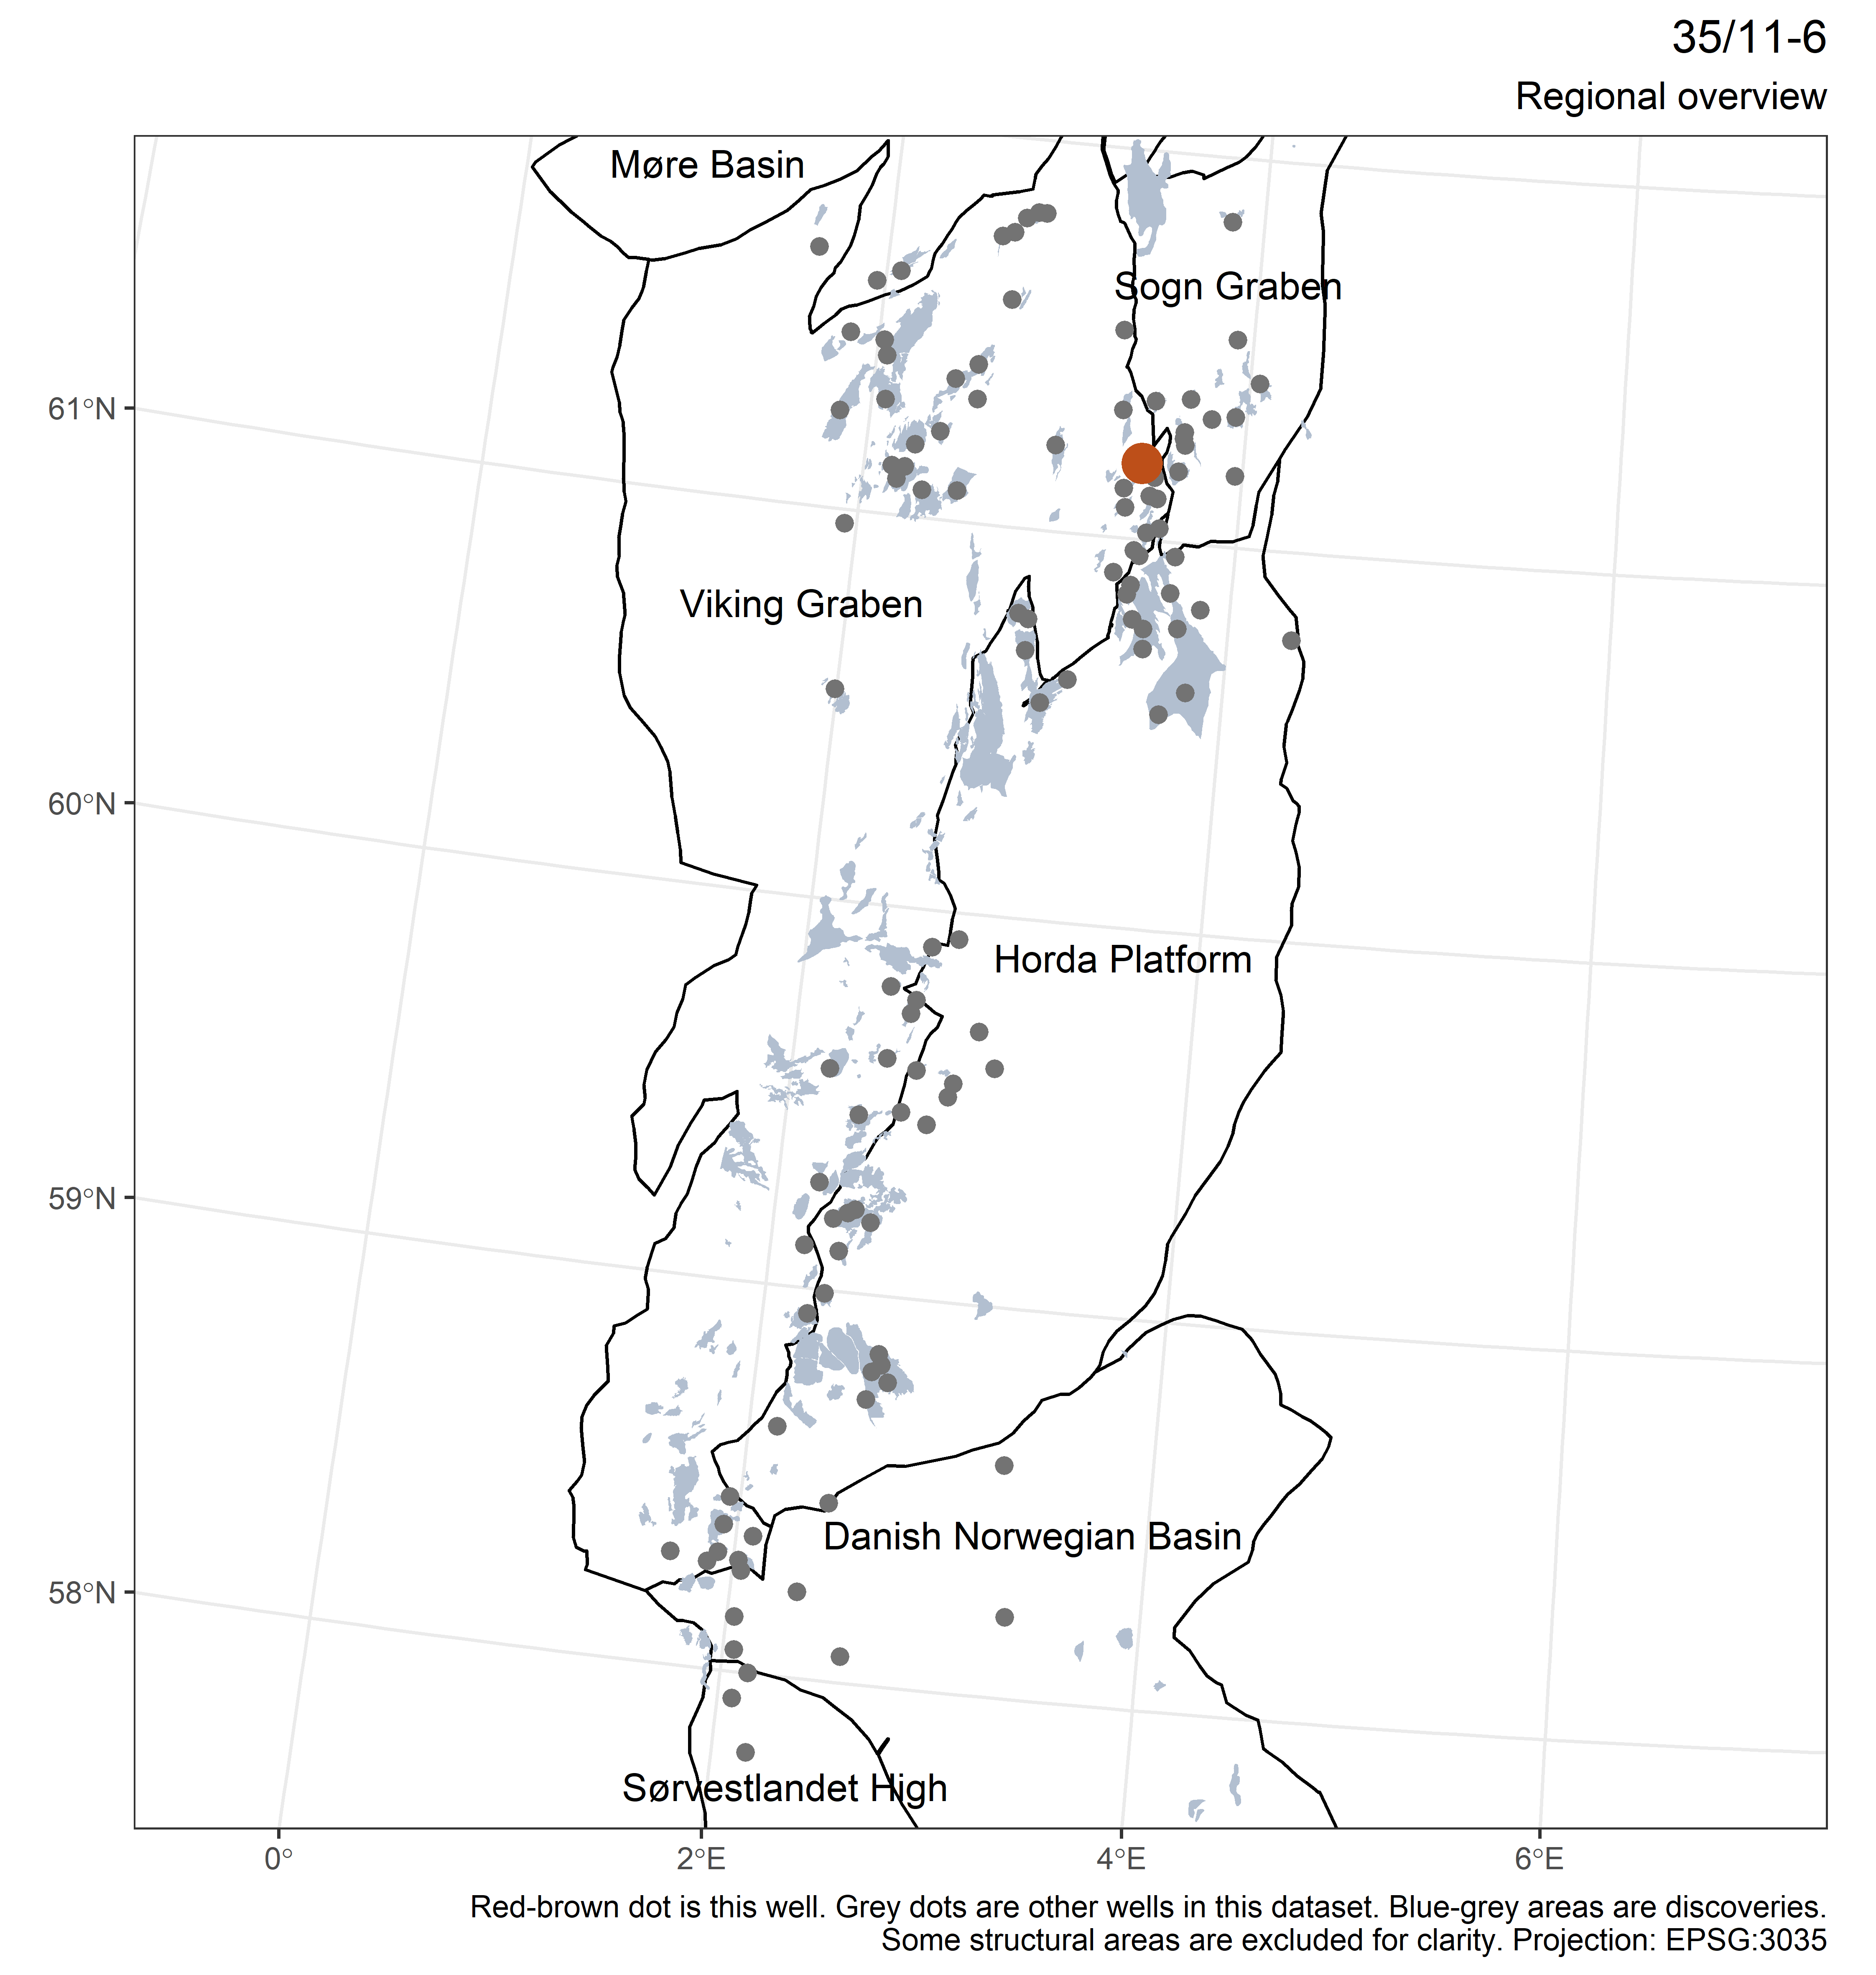 35/11-6
Regional overview
Møre Basin
Sogn Graben
61°N
Viking Graben
60°N
Horda Platform
59°N
Danish Norwegian Basin
58°N
Sørvestlandet High
0°
2°E
4°E
6°E
Red-brown dot is this well. Grey dots are other wells in this dataset. Blue-grey areas are discoveries.
Some structural areas are excluded for clarity. Projection: EPSG:3035